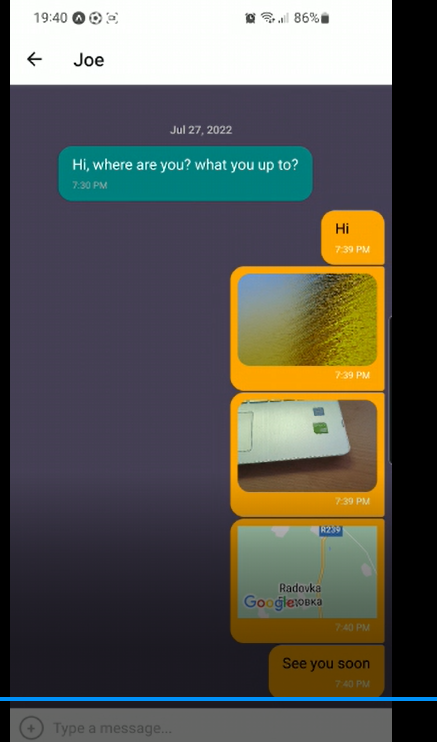 19:40
86%
Joe
Jul 27, 2022
Hi, where are you? what you up to?
7:30 PM
Hi
7:39 PM
7:39 PM
7:39 PM
R239
Radovka
Google
7:40 PM
See you soon
7:40 PM
Type a message...